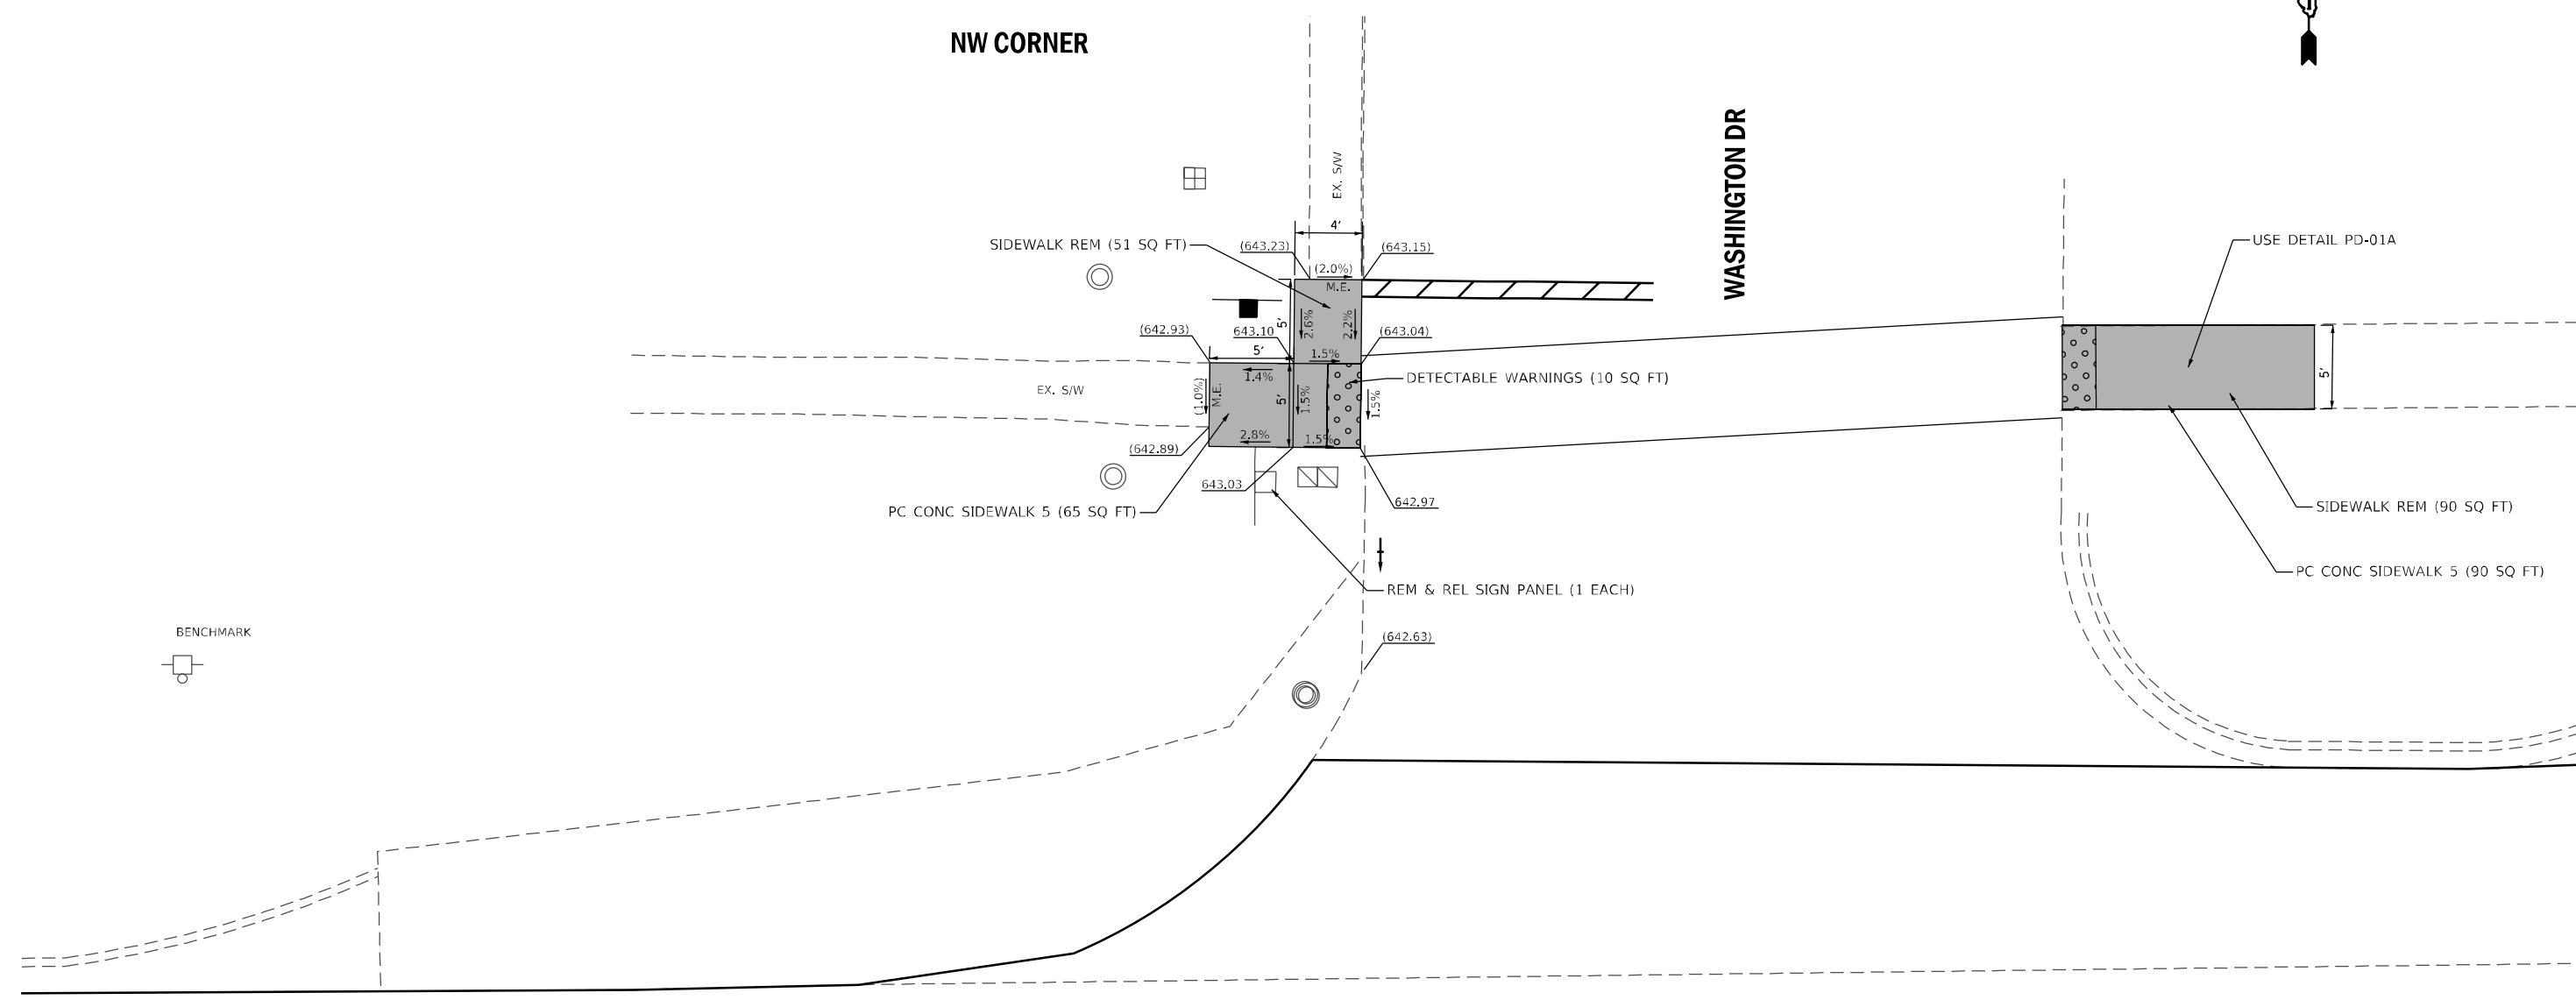 NW CORNER
WASHINGTON DR
EX. S/W
4'
SIDEWALK REM (51 SQ FT)
(643.23)
(643.15)
(2.0%)
M.E.
USE DETAIL PD-01A
5'
2.6%
2.2%
(642.93)
643.10
(643.04)
5'
1.5%
1.4%
DETECTABLE WARNINGS (10 SQ FT)
EX. S/W
(1.0%)
M.E.
5'
1.5%
1.5%
5'
2.8%
1.5%
(642.89)
643.03
642.97
PC CONC SIDEWALK 5 (65 SQ FT)
SIDEWALK REM (90 SQ FT)
PC CONC SIDEWALK 5 (90 SQ FT)
REM & REL SIGN PANEL (1 EACH)
BENCHMARK
(642.63)